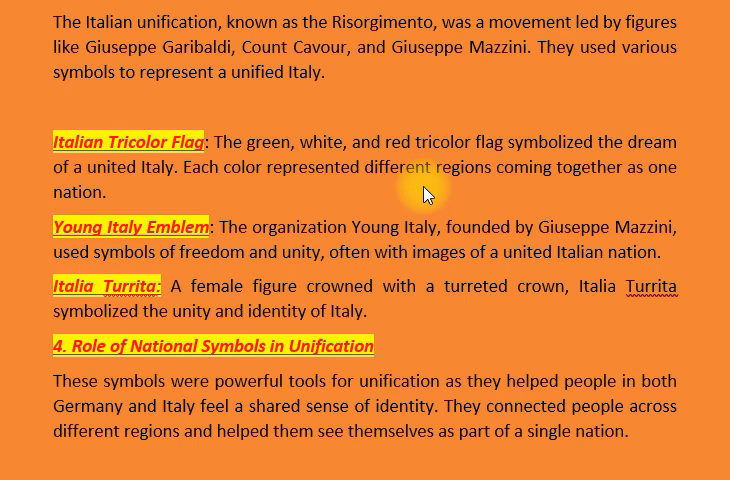 The Italian unification, known as the Risorgimento, was a movement led by figures
like Giuseppe Garibaldi, Count Cavour, and Giuseppe Mazzini. They used various
symbols to represent a unified Italy.
Italian Tricolor Flag: The green, white, and red tricolor flag symbolized the dream
of a united Italy. Each color represented different regions coming together as one
nation.
Young Italy Emblem: The organization Young Italy, founded by Giuseppe Mazzini,
used symbols of freedom and unity, often with images of a united Italian nation.
Italia Turrita: A female figure crowned with a turreted crown, Italia Turrita
symbolized the unity and identity of Italy.
4. Role of National Symbols in Unification
These symbols were powerful tools for unification as they helped people in both
Germany and Italy feel a shared sense of identity. They connected people across
different regions and helped them see themselves as part of a single nation.